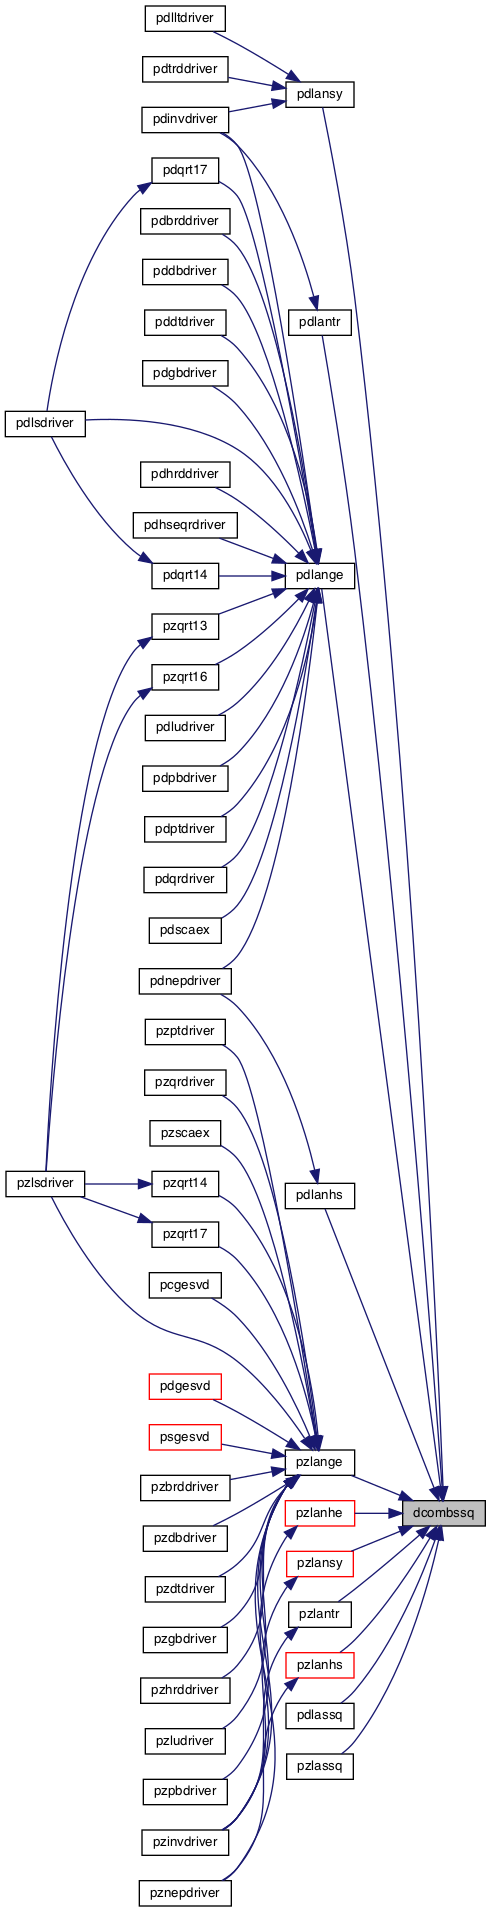 pdlltdriver
pdtrddriver
pdlansy
pdinvdriver
pdqrt17
pdbrddriver
pddbdriver
pddtdriver
pdlantr
pdgbdriver
pdlsdriver
pdhrddriver
pdhseqrdriver
pdqrt14
pdlange
pzqrt13
pzqrt16
pdludriver
pdpbdriver
pdptdriver
pdqrdriver
pdscaex
pdnepdriver
pzptdriver
pzqrdriver
pzscaex
pzlsdriver
pzqrt14
pdlanhs
pzqrt17
pcgesvd
pdgesvd
psgesvd
pzlange
pzbrddriver
pzlanhe
dcombssq
pzdbdriver
pzlansy
pzdtdriver
pzlantr
pzgbdriver
pzlanhs
pzhrddriver
pdlassq
pzludriver
pzlassq
pzpbdriver
pzinvdriver
pznepdriver